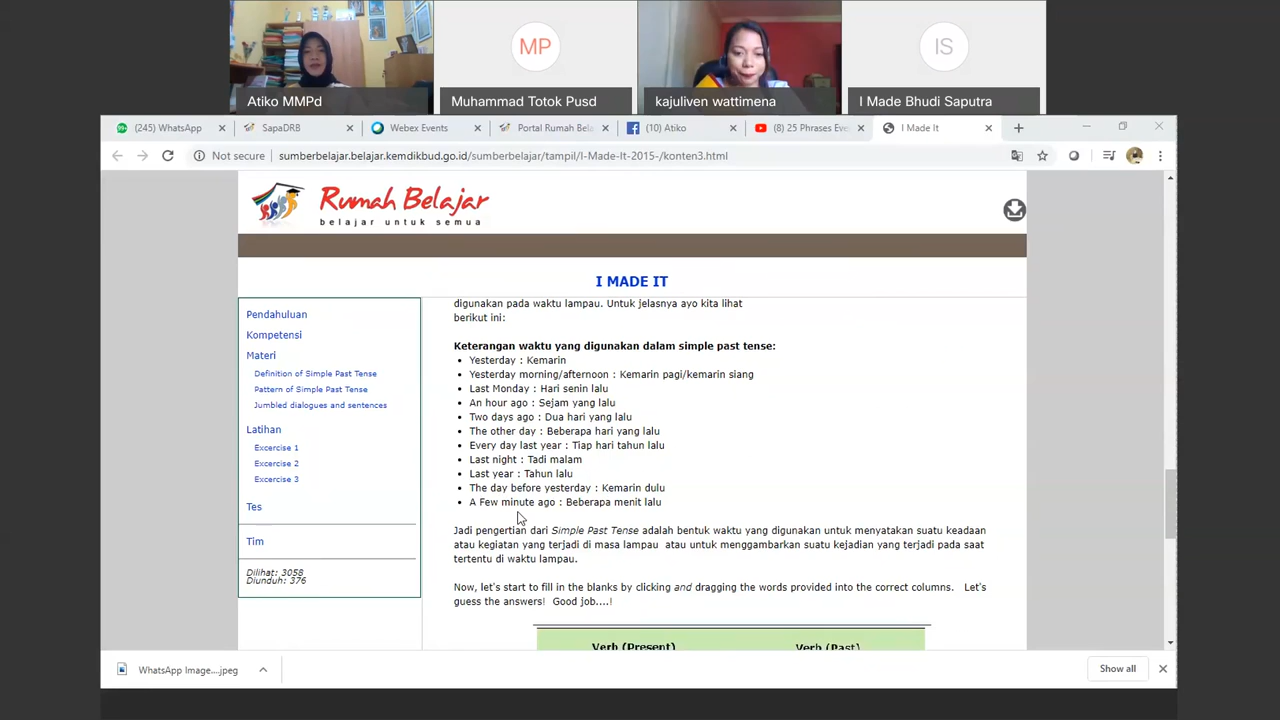 MP
IS
Atiko MMPd
Muhammad Totok Pusd
kajuliven wattimena
I Made Bhudi Saputra
(245) WhatsApp
SapaDRB
Webex Events
Portal Rumah Bela
(10) Atiko
(8) 25 Phrases Eve
I Made It
Not secure
sumberbelajar.belajar.kemdikbud.go.id/sumberbelajar/tampil/I-Made-It-2015-/konten3.html
Rumah Belajar
belajar untuk semua
I MADE IT
Pendahuluan
Kompetensi
Materi
Definition of Simple Past Tense
Pattern of Simple Past Tense
Jumbled dialogues and sentences
Latihan
Excercise 1
Excercise 2
Excercise 3
Tes
Tim
Dilihat: 3058
Diunduh: 376
digunakan pada waktu lampau. Untuk jelasnya ayo kita lihat
berikut ini:
Keterangan waktu yang digunakan dalam simple past tense:
• Yesterday : Kemarin
• Yesterday morning/afternoon : Kemarin pagi/kemarin siang
• Last Monday : Hari senin lalu
• An hour ago : Sejam yang lalu
• Two days ago : Dua hari yang lalu
• The other day : Beberapa hari yang lalu
• Every day last year : Tiap hari tahun lalu
• Last night : Tadi malam
• Last year : Tahun lalu
• The day before yesterday : Kemarin dulu
• A Few minute ago : Beberapa menit lalu
Jadi pengertian dari Simple Past Tense adalah bentuk waktu yang digunakan untuk menyatakan suatu keadaan
atau kegiatan yang terjadi di masa lampau atau untuk menggambarkan suatu kejadian yang terjadi pada saat
tertentu di waktu lampau.
Now, let's start to fill in the blanks by clicking and dragging the words provided into the correct columns. Let's
guess the answers! Good job....!
Verb (Present)
Verb (Past)
WhatsApp Image....jpeg
Show all